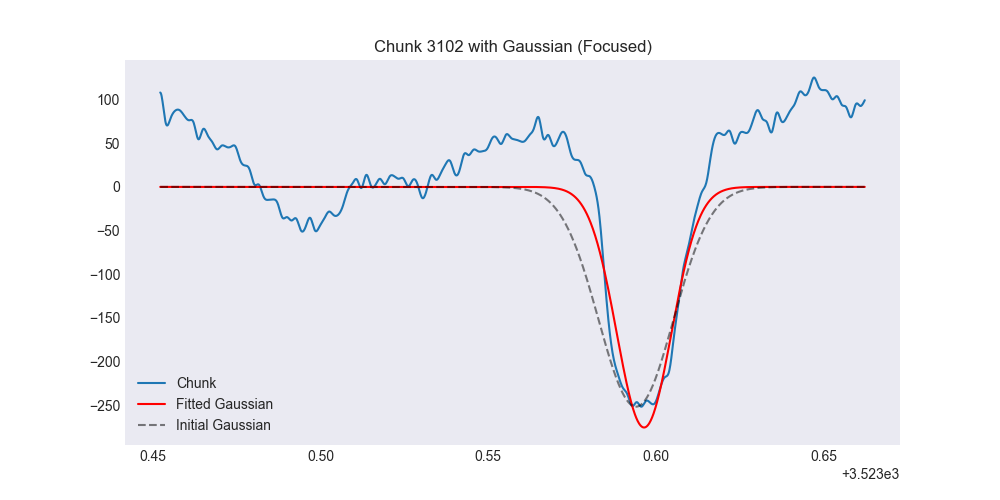 Chunk 3102 with Gaussian (Focused)
100
50
0
−50
−100
−150
−200
−250
Chunk
Fitted Gaussian
Initial Gaussian
0.45 0.50 0.55 0.60 0.65
+3.523e3